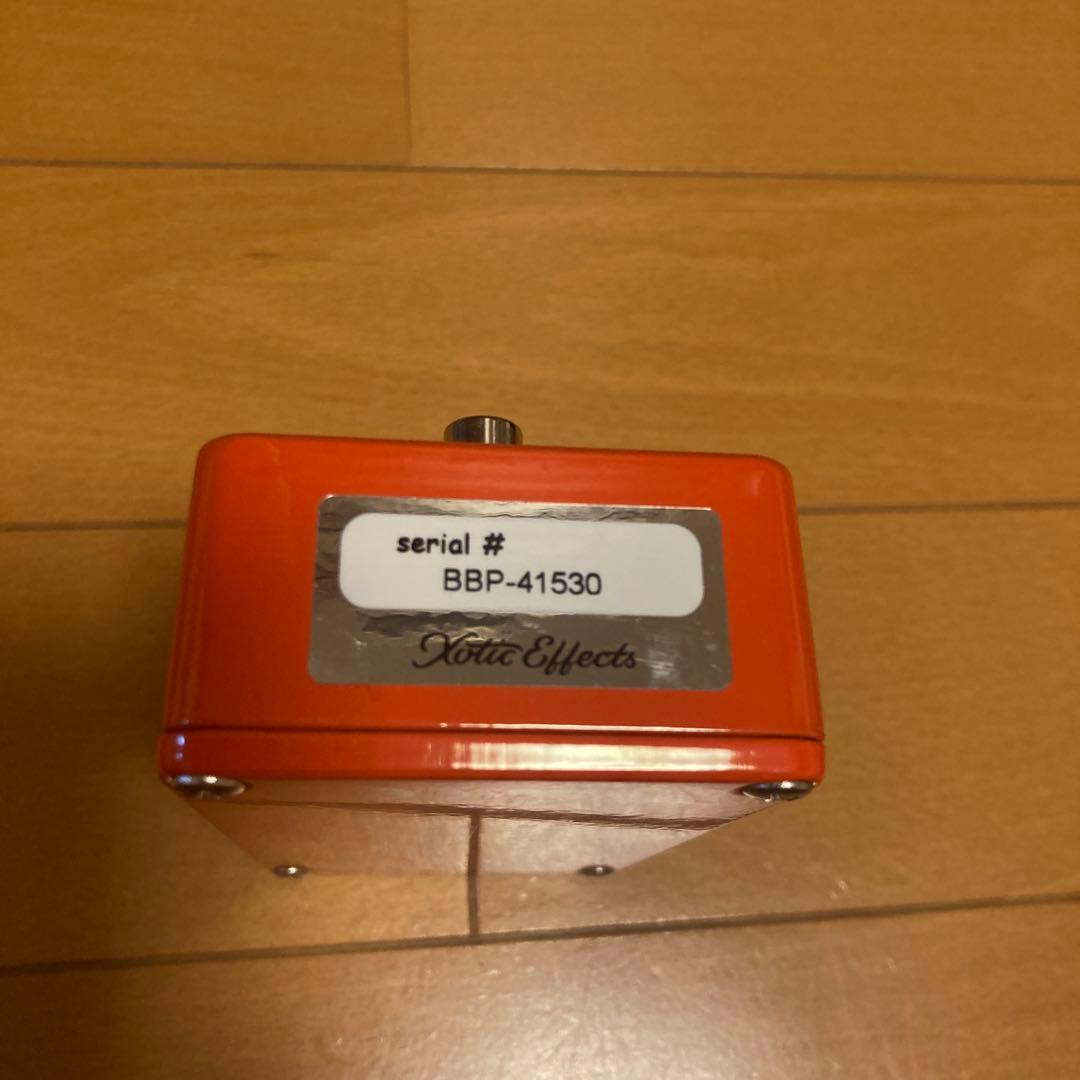 serial #
BBP-41530
Xotic Effects